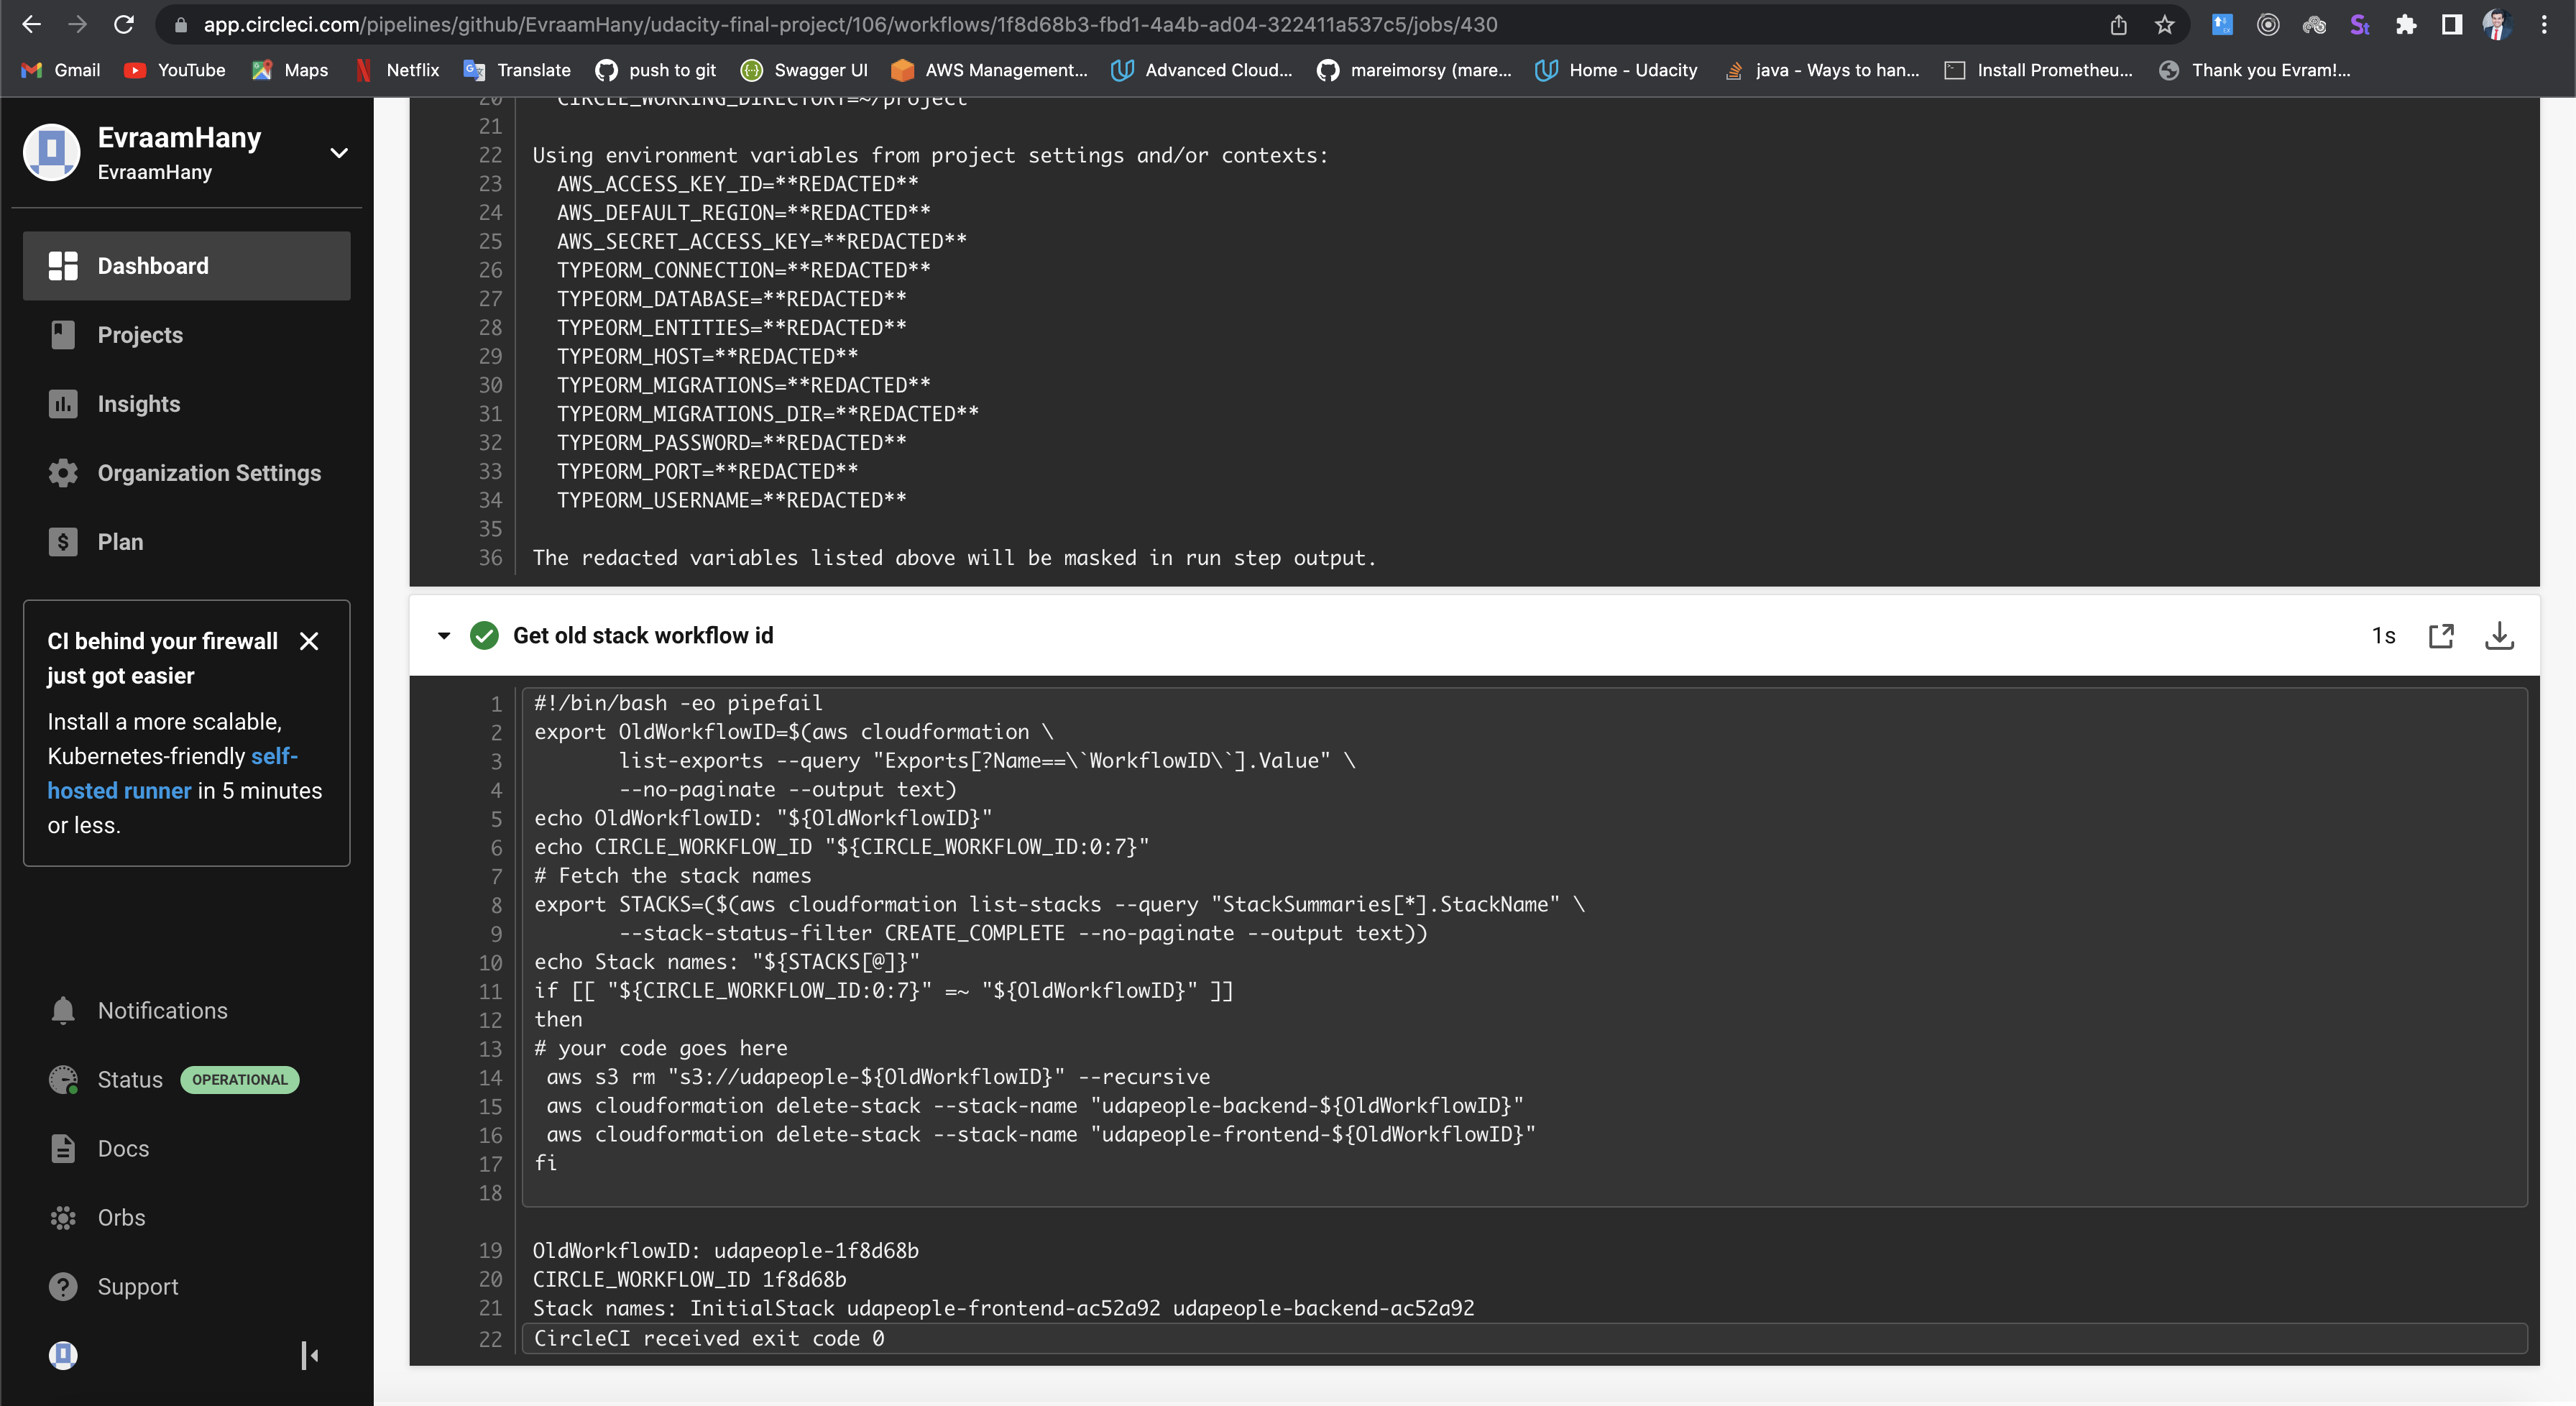 app.circleci.com/pipelines/github/EvraamHany/udacity-final-project/106/workflows/1f8d68b3-fbd1-4a4b-ad04-322411a537c5/jobs/430
Gmail YouTube Maps Netflix Translate push to git Swagger UI AWS Management... Advanced Cloud... mareimorsy (mare... Home - Udacity java - Ways to han... Install Prometheu... Thank you Evram!...
EvraamHany
EvraamHany
Dashboard
Projects
Insights
Organization Settings
Plan
CI behind your firewall
just got easier
Install a more scalable,
Kubernetes-friendly self-
hosted runner in 5 minutes
or less.
Notifications
Status OPERATIONAL
Docs
Orbs
Support
20 CIRCLE_WORKING_DIRECTORY=~/project
21
22 Using environment variables from project settings and/or contexts:
23 AWS_ACCESS_KEY_ID=**REDACTED**
24 AWS_DEFAULT_REGION=**REDACTED**
25 AWS_SECRET_ACCESS_KEY=**REDACTED**
26 TYPEORM_CONNECTION=**REDACTED**
27 TYPEORM_DATABASE=**REDACTED**
28 TYPEORM_ENTITIES=**REDACTED**
29 TYPEORM_HOST=**REDACTED**
30 TYPEORM_MIGRATIONS=**REDACTED**
31 TYPEORM_MIGRATIONS_DIR=**REDACTED**
32 TYPEORM_PASSWORD=**REDACTED**
33 TYPEORM_PORT=**REDACTED**
34 TYPEORM_USERNAME=**REDACTED**
35
36 The redacted variables listed above will be masked in run step output.
Get old stack workflow id 1s
1 #!/bin/bash -eo pipefail
2 export OldWorkflowID=$(aws cloudformation \
3 list-exports --query "Exports[?Name==\`WorkflowID\`].Value" \
4 --no-paginate --output text)
5 echo OldWorkflowID: "${OldWorkflowID}"
6 echo CIRCLE_WORKFLOW_ID "${CIRCLE_WORKFLOW_ID:0:7}"
7 # Fetch the stack names
8 export STACKS=($(aws cloudformation list-stacks --query "StackSummaries[*].StackName" \
9 --stack-status-filter CREATE_COMPLETE --no-paginate --output text))
10 echo Stack names: "${STACKS[@]}"
11 if [[ "${CIRCLE_WORKFLOW_ID:0:7}" =~ "${OldWorkflowID}" ]]
12 then
13 # your code goes here
14 aws s3 rm "s3://udapeople-${OldWorkflowID}" --recursive
15 aws cloudformation delete-stack --stack-name "udapeople-backend-${OldWorkflowID}"
16 aws cloudformation delete-stack --stack-name "udapeople-frontend-${OldWorkflowID}"
17 fi
18
19 OldWorkflowID: udapeople-1f8d68b
20 CIRCLE_WORKFLOW_ID 1f8d68b
21 Stack names: InitialStack udapeople-frontend-ac52a92 udapeople-backend-ac52a92
22 CircleCI received exit code 0